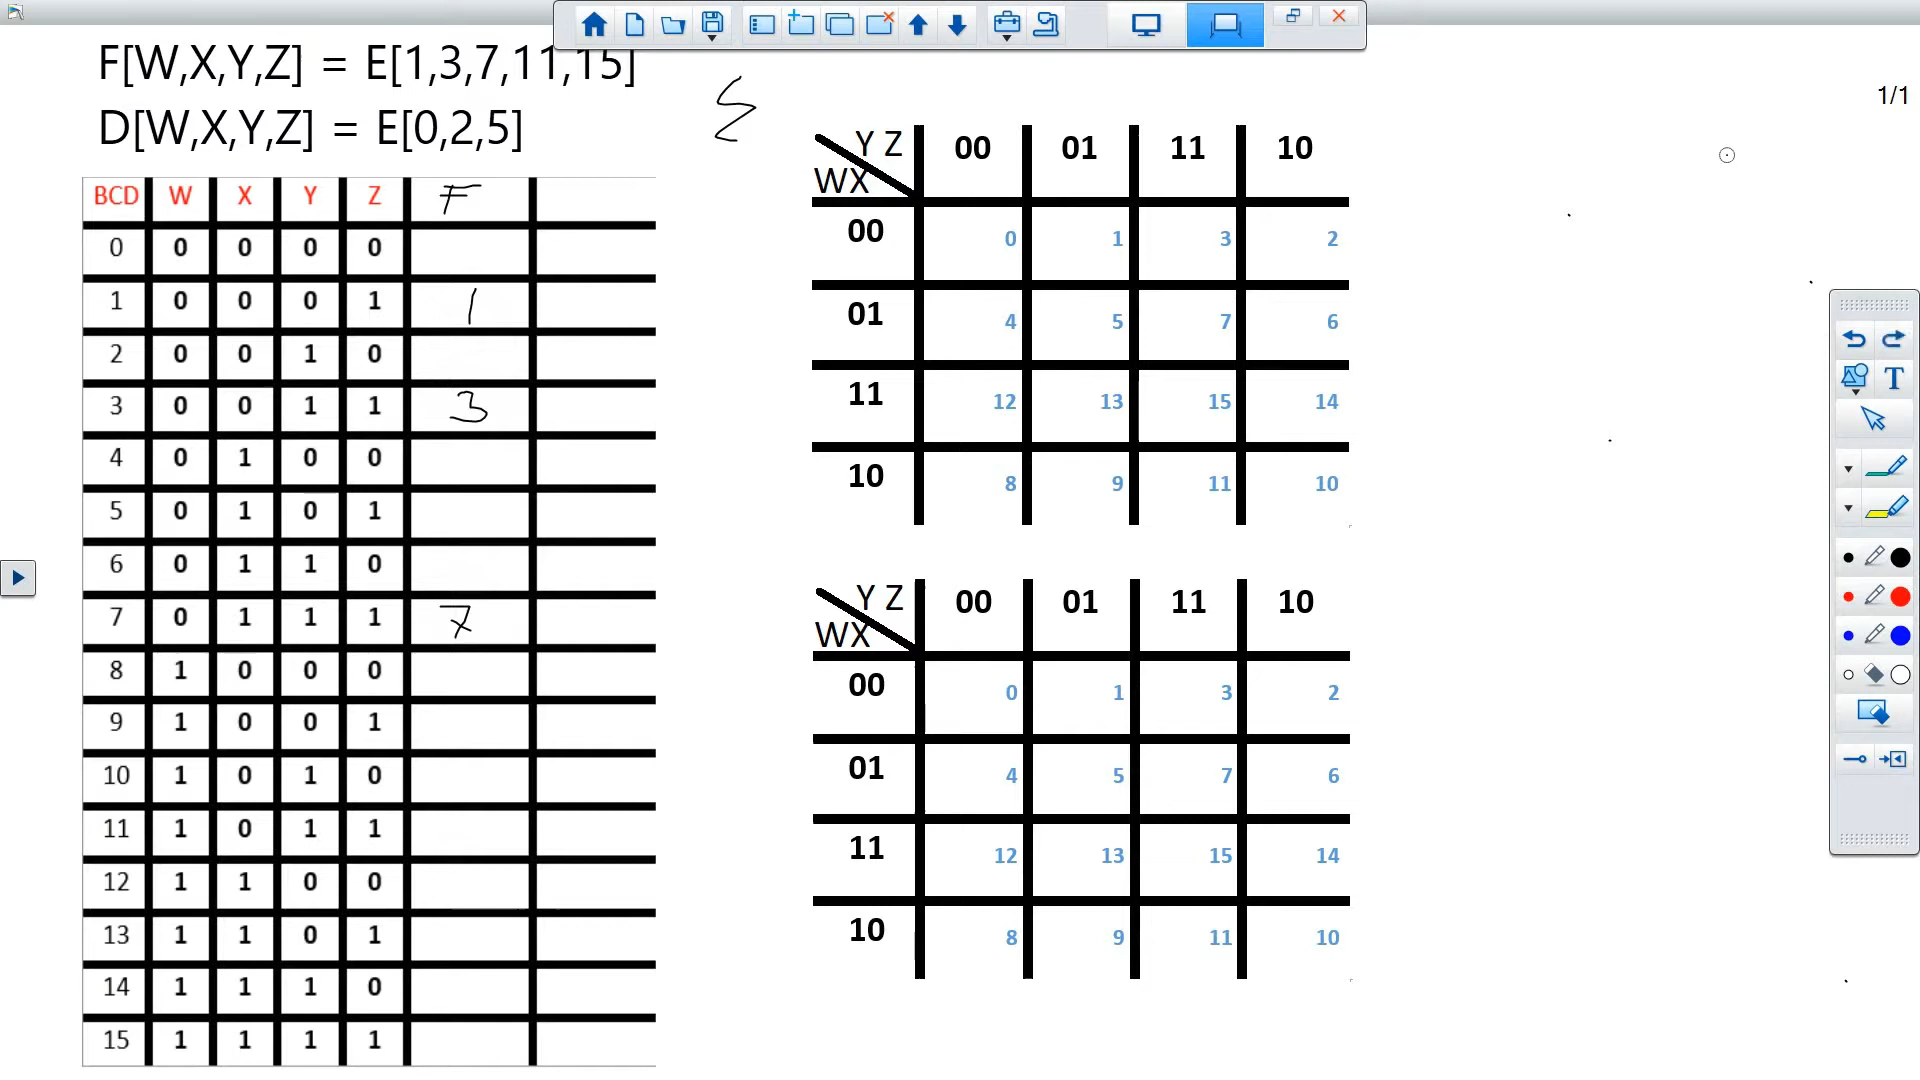 F[W,X,Y,Z] = E[1,3,7,11,15]
D[W,X,Y,Z] = E[0,2,5]
Σ
1/1
BCD W X Y Z F
0 0 0 0 0
1 0 0 0 1 1
2 0 0 1 0
3 0 0 1 1 3
4 0 1 0 0
5 0 1 0 1
6 0 1 1 0
7 0 1 1 1 7
8 1 0 0 0
9 1 0 0 1
10 1 0 1 0
11 1 0 1 1
12 1 1 0 0
13 1 1 0 1
14 1 1 1 0
15 1 1 1 1
Y Z 00 01 11 10
WX
00 0 1 3 2
01 4 5 7 6
11 12 13 15 14
10 8 9 11 10
Y Z 00 01 11 10
WX
00 0 1 3 2
01 4 5 7 6
11 12 13 15 14
10 8 9 11 10
T